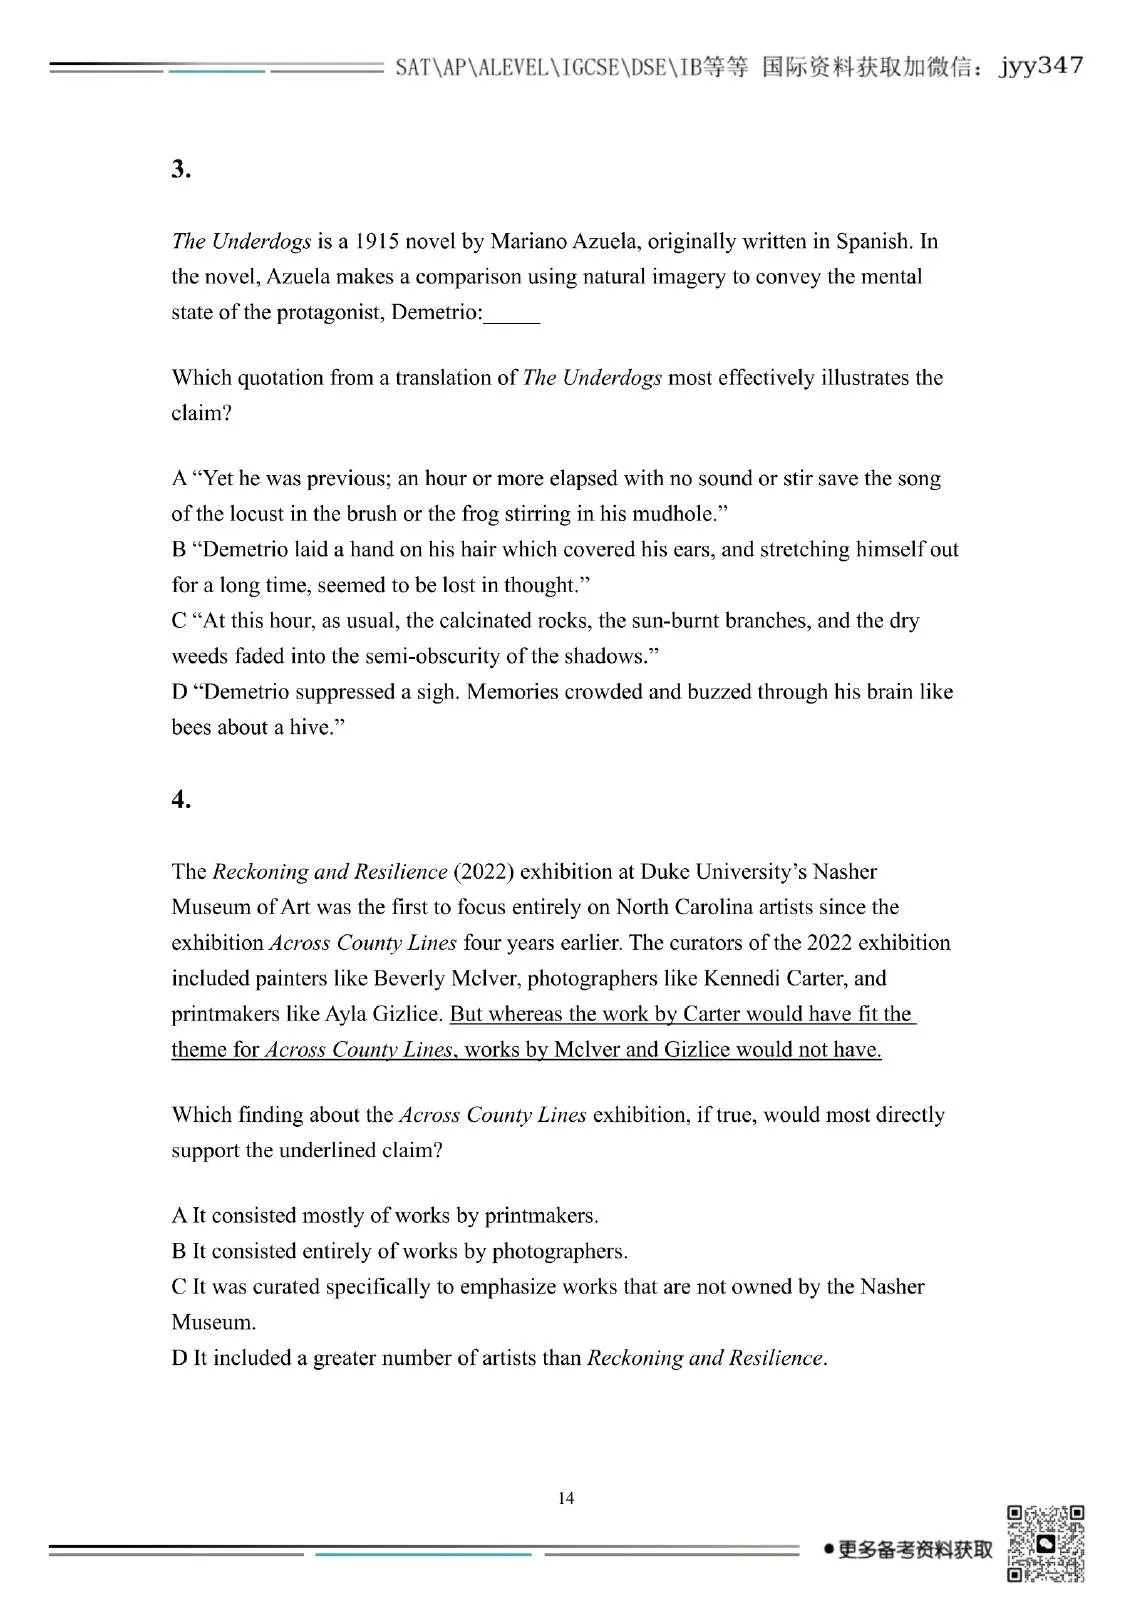 SAT\AP\ALEVEL\IGCSE\DSE\IB等等 国际资料获取加微信： jyy347
3.
The Underdogs is a 1915 novel by Mariano Azuela, originally written in Spanish. In
the novel, Azuela makes a comparison using natural imagery to convey the mental
state of the protagonist, Demetrio:_____
Which quotation from a translation of The Underdogs most effectively illustrates the
claim?
A “Yet he was previous; an hour or more elapsed with no sound or stir save the song
of the locust in the brush or the frog stirring in his mudhole.”
B “Demetrio laid a hand on his hair which covered his ears, and stretching himself out
for a long time, seemed to be lost in thought.”
C “At this hour, as usual, the calcinated rocks, the sun-burnt branches, and the dry
weeds faded into the semi-obscurity of the shadows.”
D “Demetrio suppressed a sigh. Memories crowded and buzzed through his brain like
bees about a hive.”
4.
The Reckoning and Resilience (2022) exhibition at Duke University’s Nasher
Museum of Art was the first to focus entirely on North Carolina artists since the
exhibition Across County Lines four years earlier. The curators of the 2022 exhibition
included painters like Beverly Mclver, photographers like Kennedi Carter, and
printmakers like Ayla Gizlice. But whereas the work by Carter would have fit the
theme for Across County Lines, works by Mclver and Gizlice would not have.
Which finding about the Across County Lines exhibition, if true, would most directly
support the underlined claim?
A It consisted mostly of works by printmakers.
B It consisted entirely of works by photographers.
C It was curated specifically to emphasize works that are not owned by the Nasher
Museum.
D It included a greater number of artists than Reckoning and Resilience.
14
●更多备考资料获取